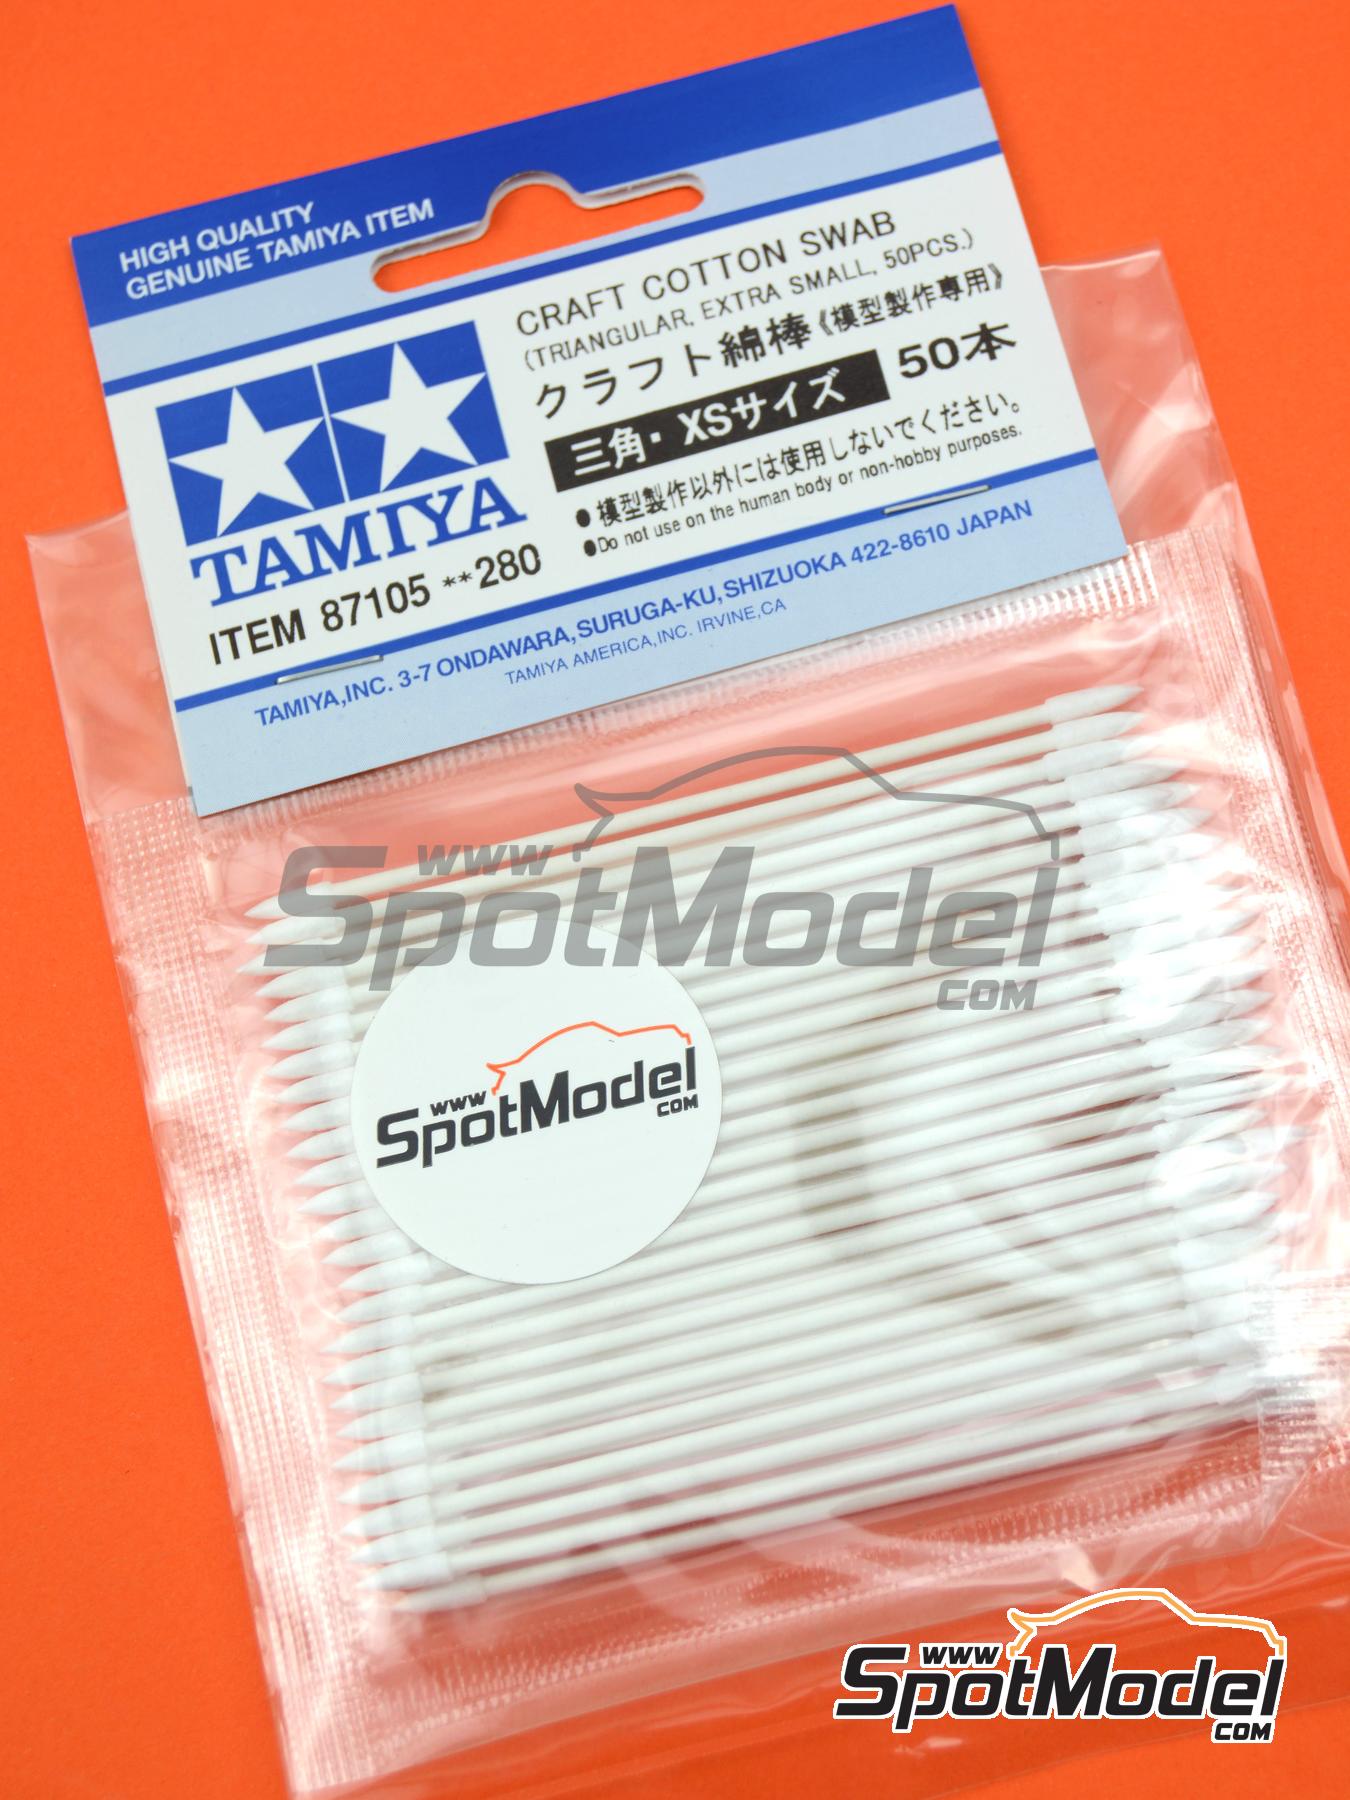 HIGH QUALITY
GENUINE TAMIYA ITEM
CRAFT COTTON SWAB
(TRIANGULAR, EXTRA SMALL, 50PCS.)
クラフト綿棒《模型製作専用》
三角・XSサイズ 50本
●模型製作以外には使用しないでください。
●Do not use on the human body or non-hobby purposes.
TAMIYA
ITEM 87105 **280
TAMIYA,INC. 3-7 ONDAWARA,SURUGA-KU,SHIZUOKA 422-8610 JAPAN
TAMIYA AMERICA,INC. IRVINE,CA
www
SpotModel
.COM
www
SpotModel
.COM
www
SpotModel
.COM